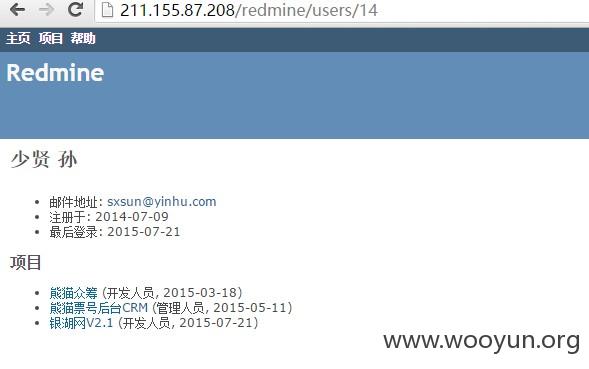 211.155.87.208/redmine/users/14
主页 项目 帮助
Redmine
少贤 孙
邮件地址: sxsun@yinhu.com
注册于: 2014-07-09
最后登录: 2015-07-21
项目
熊猫众筹 (开发人员, 2015-03-18)
熊猫票号后台CRM (管理人员, 2015-05-11)
银湖网V2.1 (开发人员, 2015-07-21)
www.wooyun.org